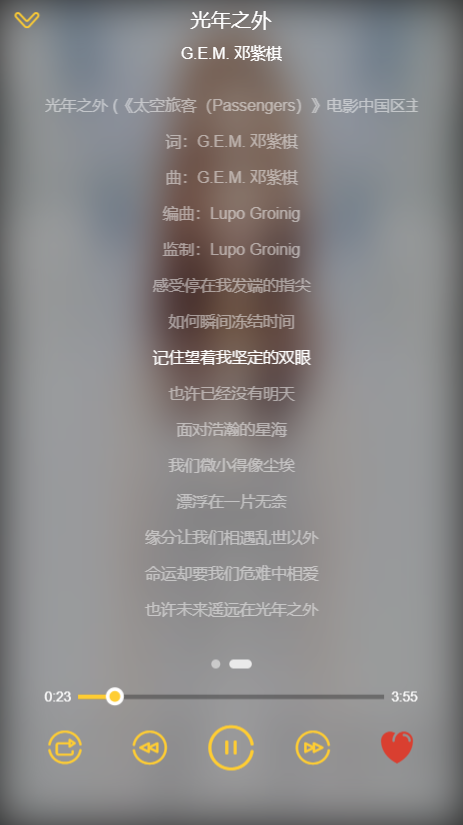 光年之外
G.E.M. 邓紫棋
光年之外 (《太空旅客（Passengers）》电影中国区主
词：G.E.M. 邓紫棋
曲：G.E.M. 邓紫棋
编曲：Lupo Groinig
监制：Lupo Groinig
感受停在我发端的指尖
如何瞬间冻结时间
记住望着我坚定的双眼
也许已经没有明天
面对浩瀚的星海
我们微小得像尘埃
漂浮在一片无奈
缘分让我们相遇乱世以外
命运却要我们危难中相爱
也许未来遥远在光年之外
0:23 3:55